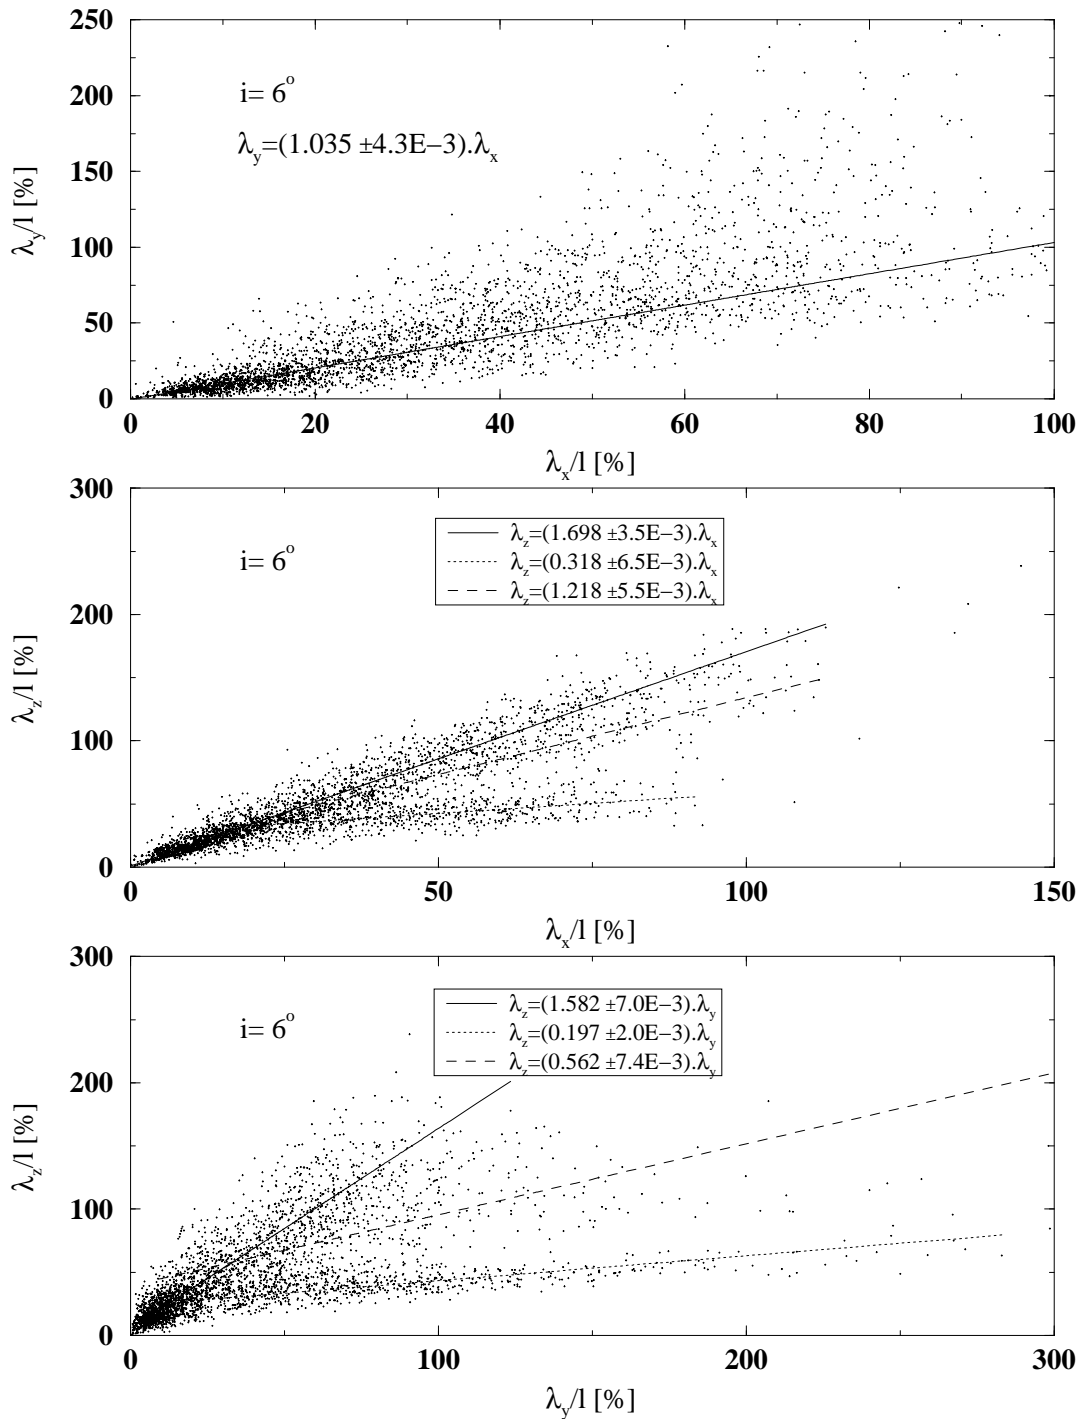 250
200
150
100
50
0
λy/l [%]
i= 6°
λy=(1.035 ±4.3E−3).λx
0 20 40 60 80 100
λx/l [%]
300
200
100
0
λz/l [%]
i= 6°
λz=(1.698 ±3.5E−3).λx
λz=(0.318 ±6.5E−3).λx
λz=(1.218 ±5.5E−3).λx
0 50 100 150
λx/l [%]
300
200
100
0
λz/l [%]
i= 6°
λz=(1.582 ±7.0E−3).λy
λz=(0.197 ±2.0E−3).λy
λz=(0.562 ±7.4E−3).λy
0 100 200 300
λy/l [%]